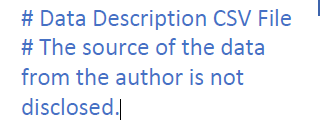 # Data Description CSV File
# The source of the data
from the author is not
disclosed.